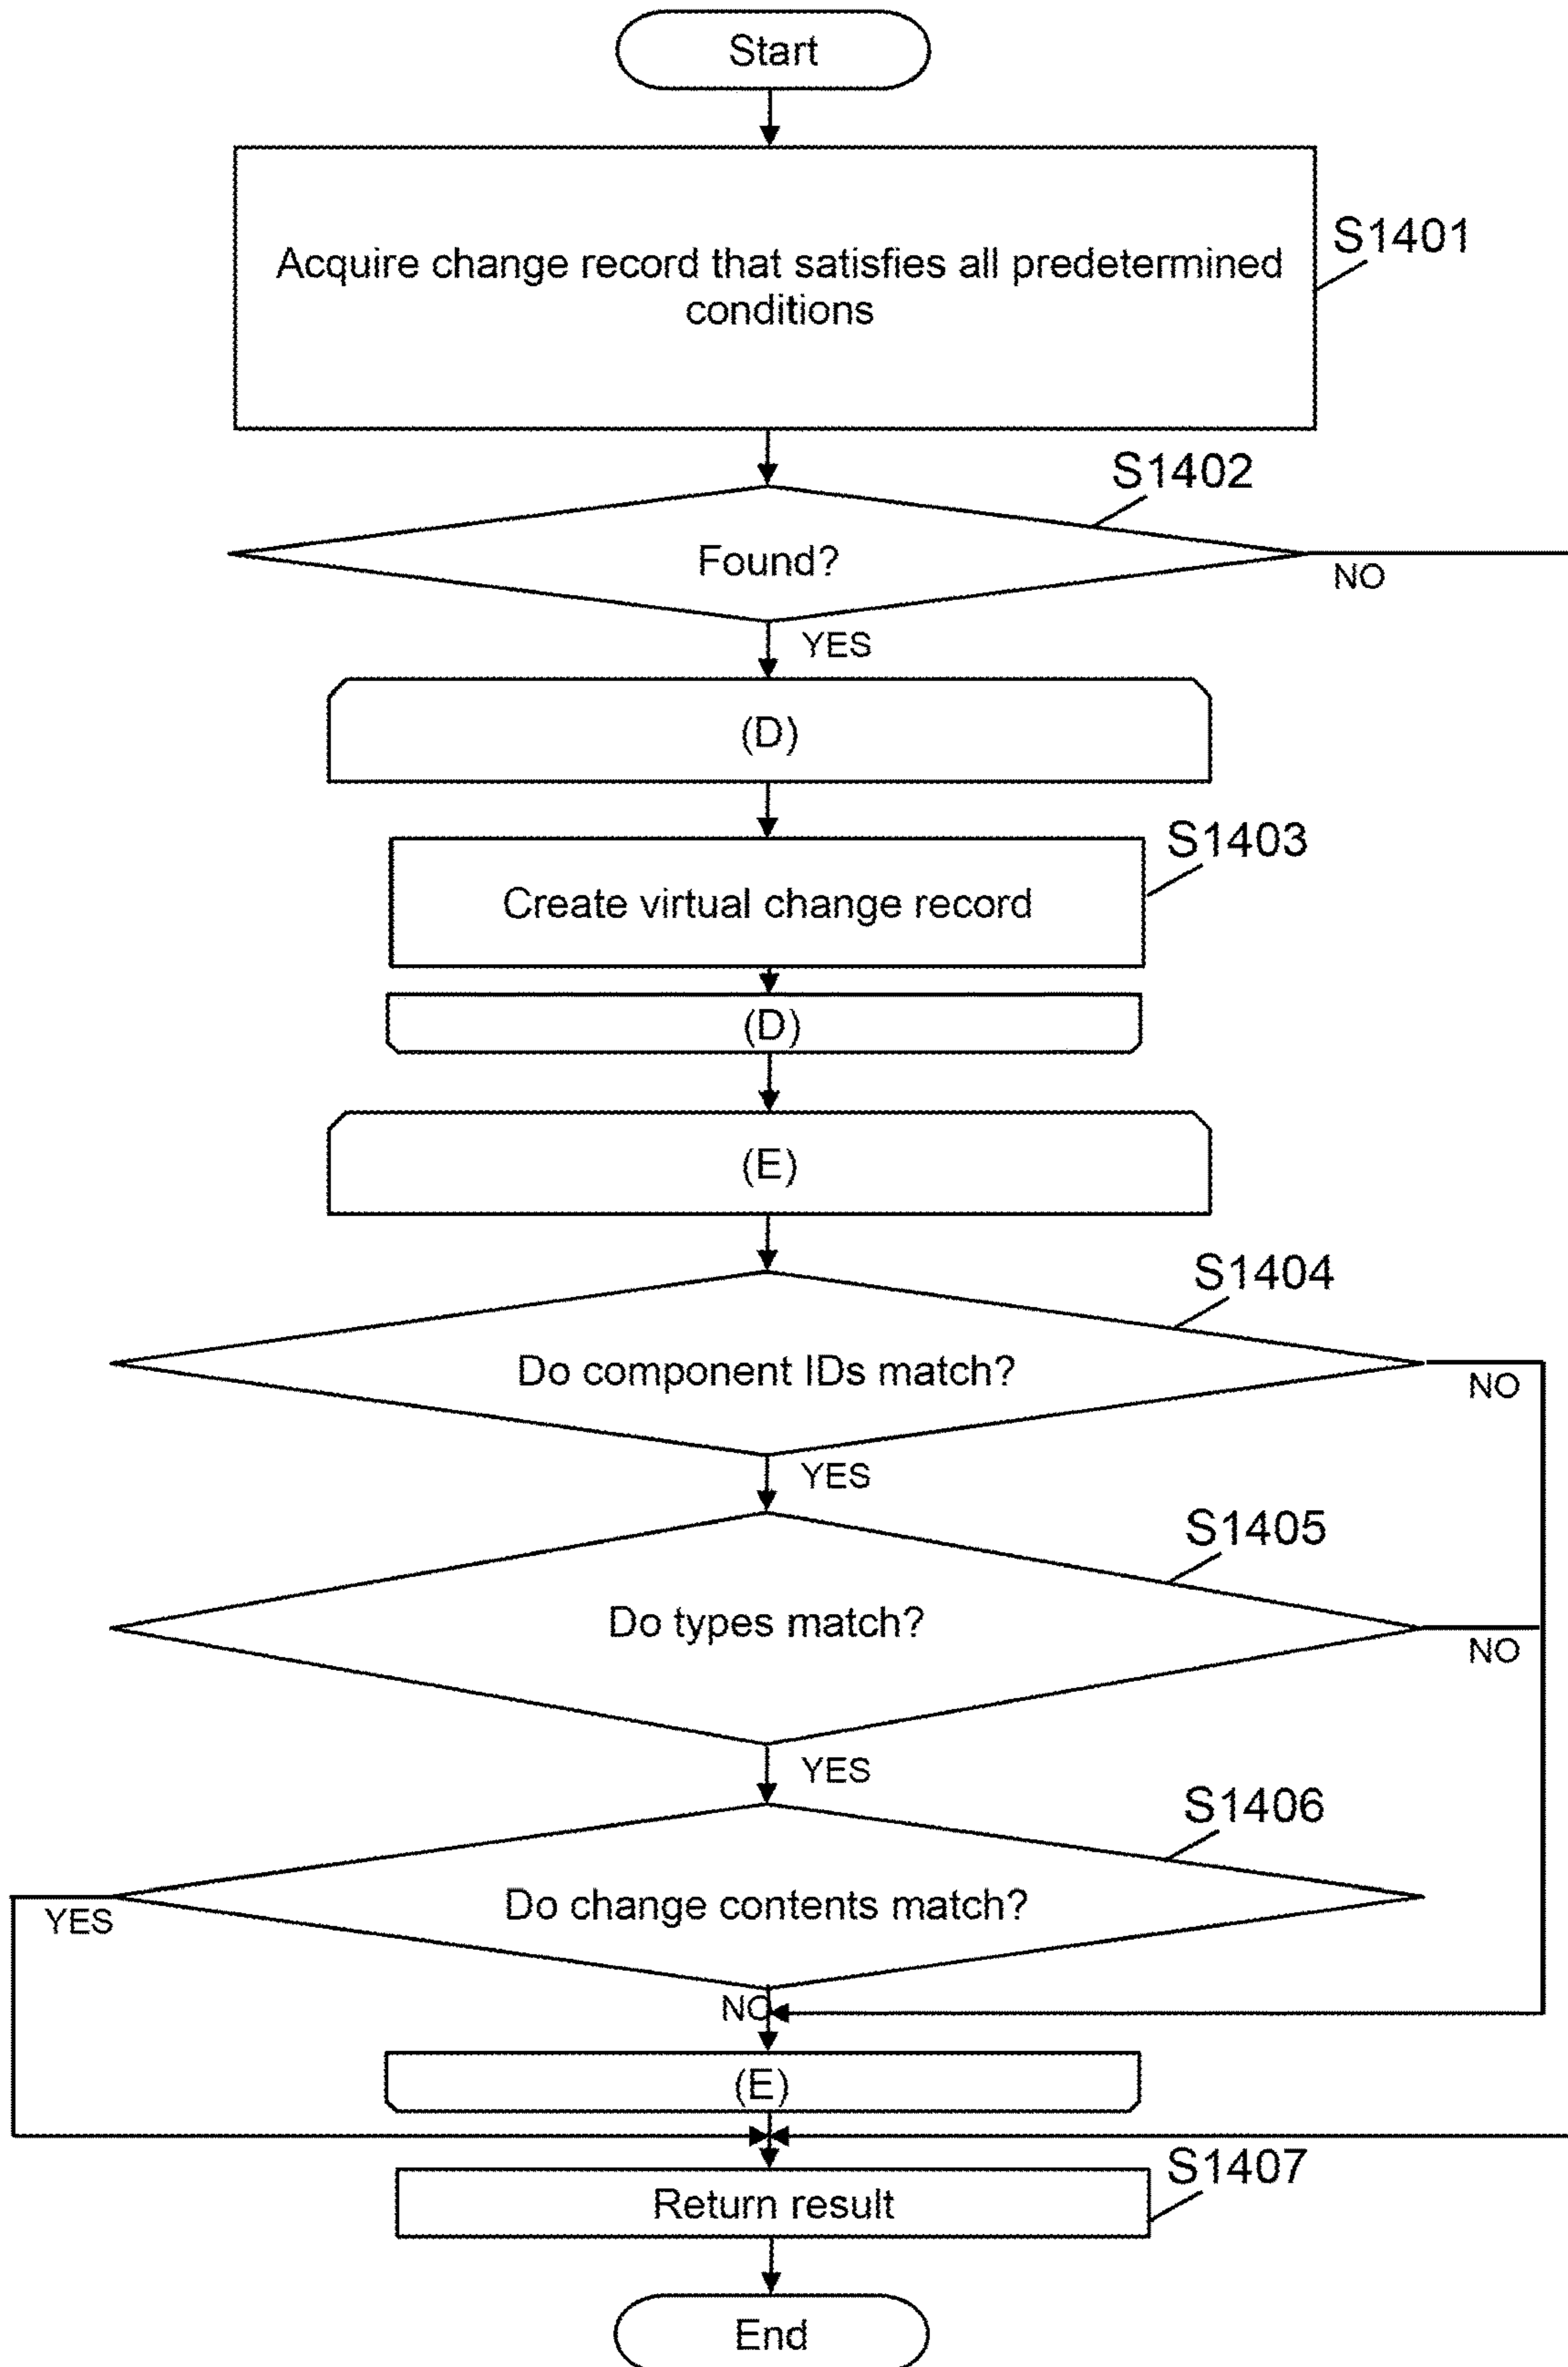 Start
Acquire change record that satisfies all predetermined
conditions
S1401
S1402
Found?
NO
YES
(D)
S1403
Create virtual change record
(D)
(E)
S1404
Do component IDs match?
NO
YES
S1405
Do types match?
NO
YES
S1406
Do change contents match?
YES
NO
(E)
S1407
Return result
End